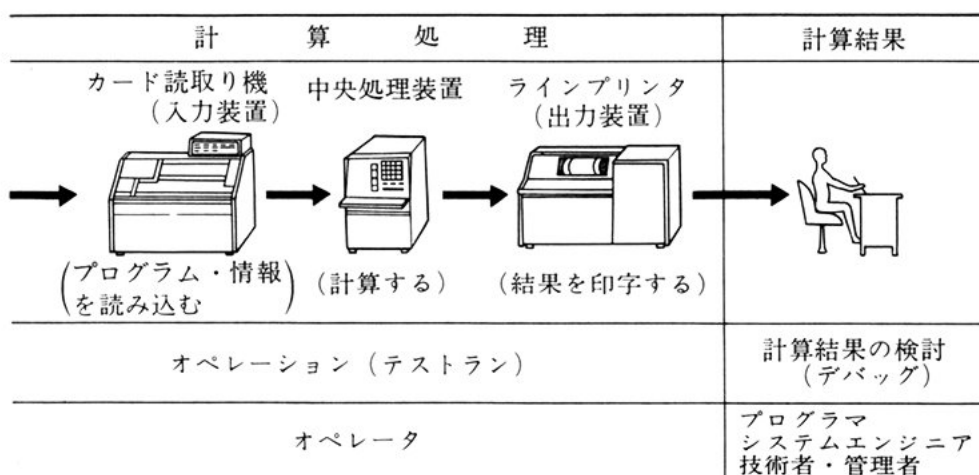 計算処理
計算結果
カード読取り機
(入力装置)
中央処理装置
ラインプリンタ
(出力装置)
(プログラム・情報
を読み込む)
(計算する)
(結果を印字する)
オペレーション(テストラン)
計算結果の検討
(デバッグ)
オペレータ
プログラマ
システムエンジニア
技術者・管理者